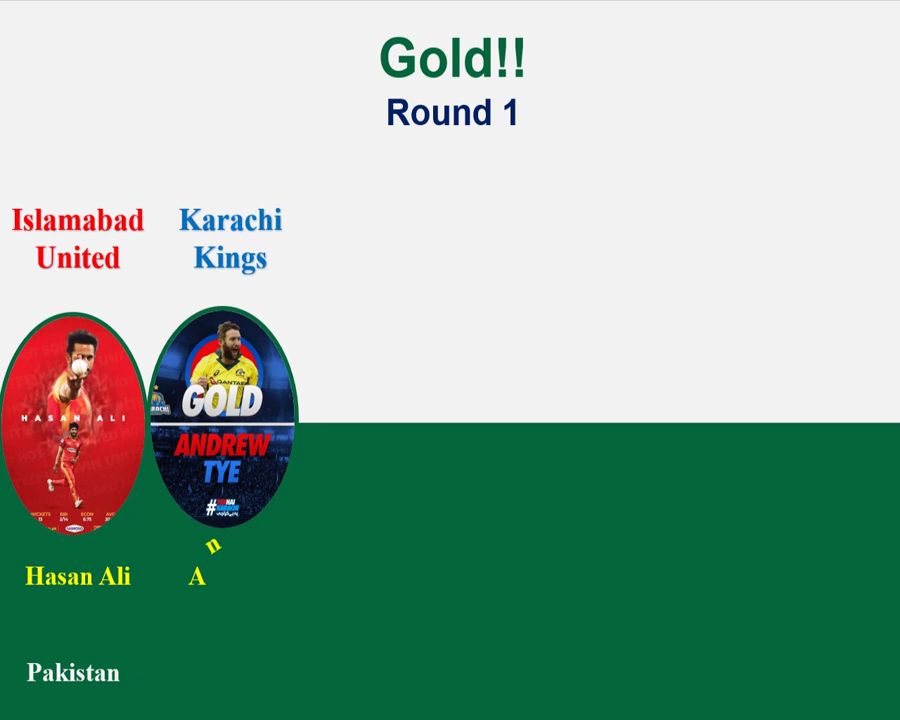 Gold!!
Round 1
Islamabad
United
Karachi
Kings
HASAN ALI
GOLD
ANDREW
TYE
Hasan Ali
A
n
Pakistan